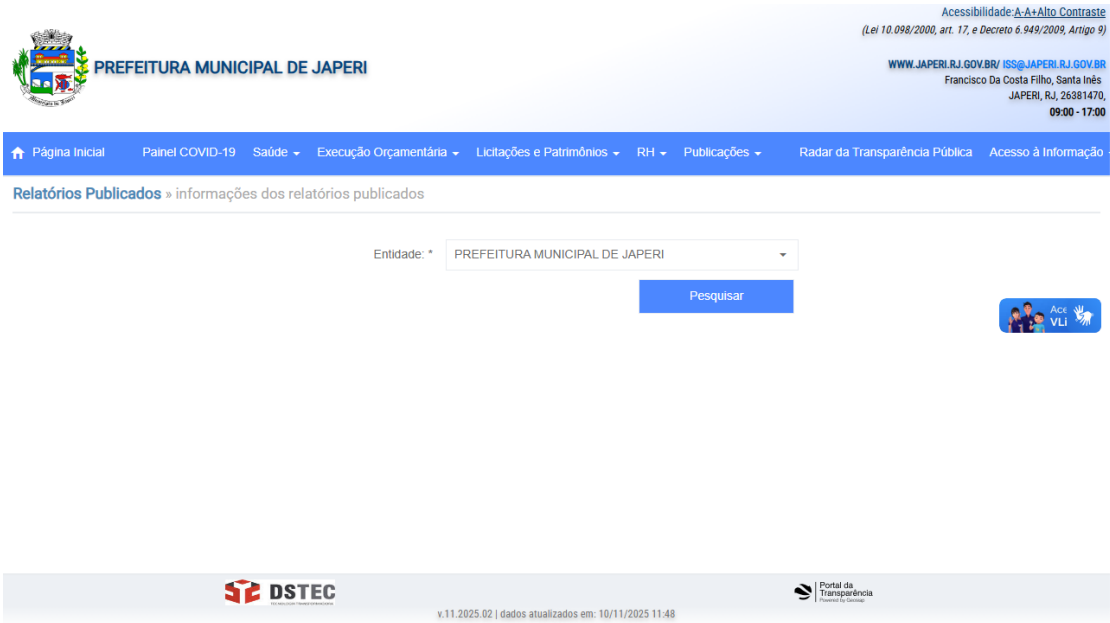 Acessibilidade:A-A+Alto Contraste
(Lei 10.098/2000, art. 17, e Decreto 6.949/2009, Artigo 9)
PREFEITURA MUNICIPAL DE JAPERI
WWW.JAPERI.RJ.GOV.BR/ ISS@JAPERI.RJ.GOV.BR
Francisco Da Costa Filho, Santa Inês
JAPERI, RJ, 26381470,
09:00 - 17:00
Página Inicial Painel COVID-19 Saúde Execução Orçamentária Licitações e Patrimônios RH Publicações Radar da Transparência Pública Acesso à Informação
Relatórios Publicados » informações dos relatórios publicados
Entidade: * PREFEITURA MUNICIPAL DE JAPERI
Pesquisar
Ace
VLi
DSTEC
Portal da
Transparência
v.11.2025.02 | dados atualizados em: 10/11/2025 11:48